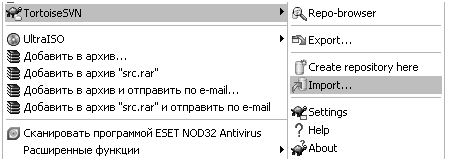 TortoiseSVN
UltraISO
Добавить в архив...
Добавить в архив "src.rar"
Добавить в архив и отправить по e-mail...
Добавить в архив "src.rar" и отправить по e-mail
Сканировать программой ESET NOD32 Antivirus
Расширенные функции
Repo-browser
Export...
Create repository here
Import...
Settings
Help
About